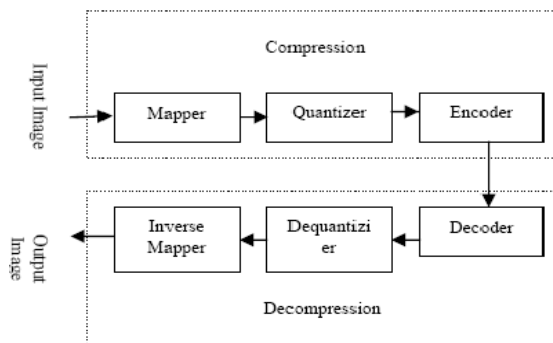 Compression
Input Image
Mapper
Quantizer
Encoder
Output
Image
Inverse
Mapper
Dequantizi
er
Decoder
Decompression